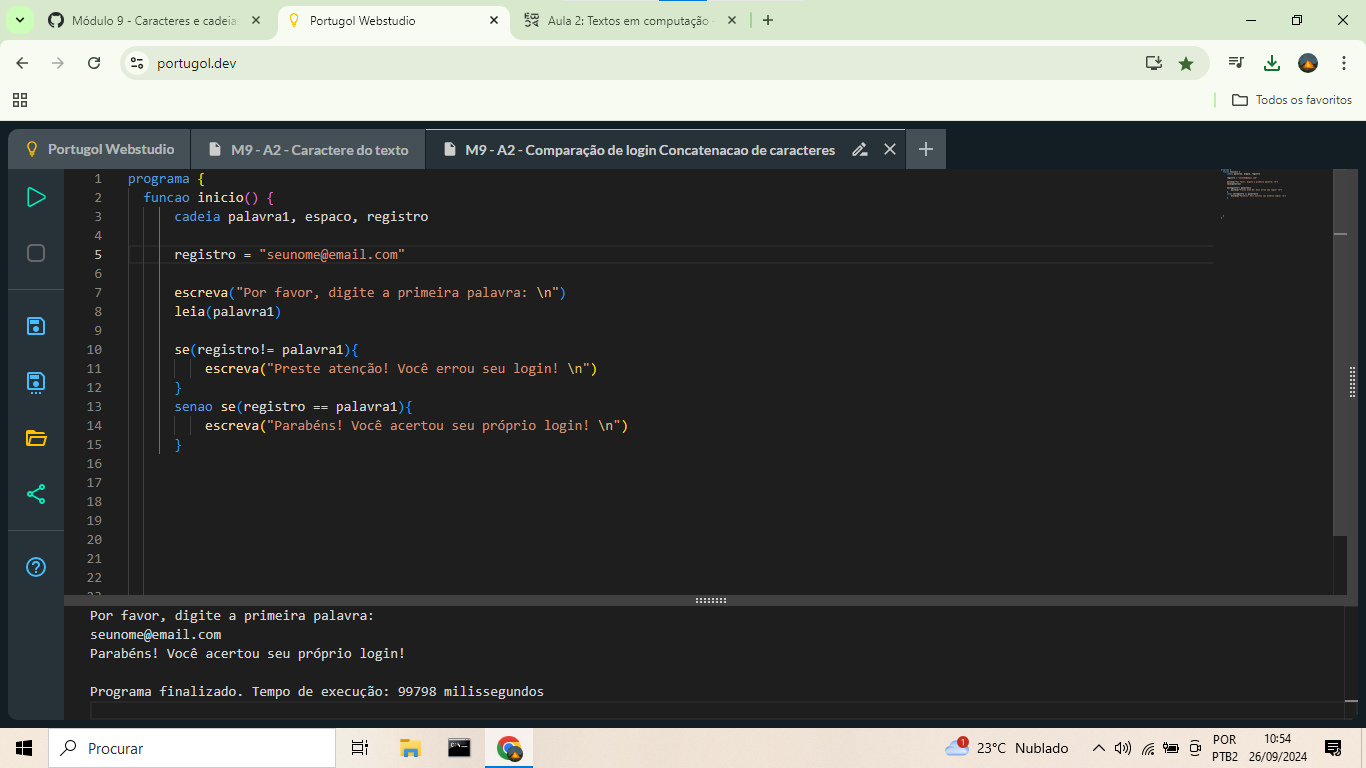 Módulo 9 - Caracteres e cadeia
Portugol Webstudio
Aula 2: Textos em computação
portugol.dev
Todos os favoritos
Portugol Webstudio
M9 - A2 - Caractere do texto
M9 - A2 - Comparação de login Concatenacao de caracteres
1 programa {
2 funcao inicio() {
3 cadeia palavra1, espaco, registro
4
5 registro = "seunome@email.com"
6
7 escreva("Por favor, digite a primeira palavra: \n")
8 leia(palavra1)
9
10 se(registro!= palavra1){
11 escreva("Preste atenção! Você errou seu login! \n")
12 }
13 senao se(registro == palavra1){
14 escreva("Parabéns! Você acertou seu próprio login! \n")
15 }
16
17
18
19
20
21
22
Por favor, digite a primeira palavra:
seunome@email.com
Parabéns! Você acertou seu próprio login!
Programa finalizado. Tempo de execução: 99798 milissegundos
Procurar
1
23°C Nublado
POR
PTB2
10:54
26/09/2024